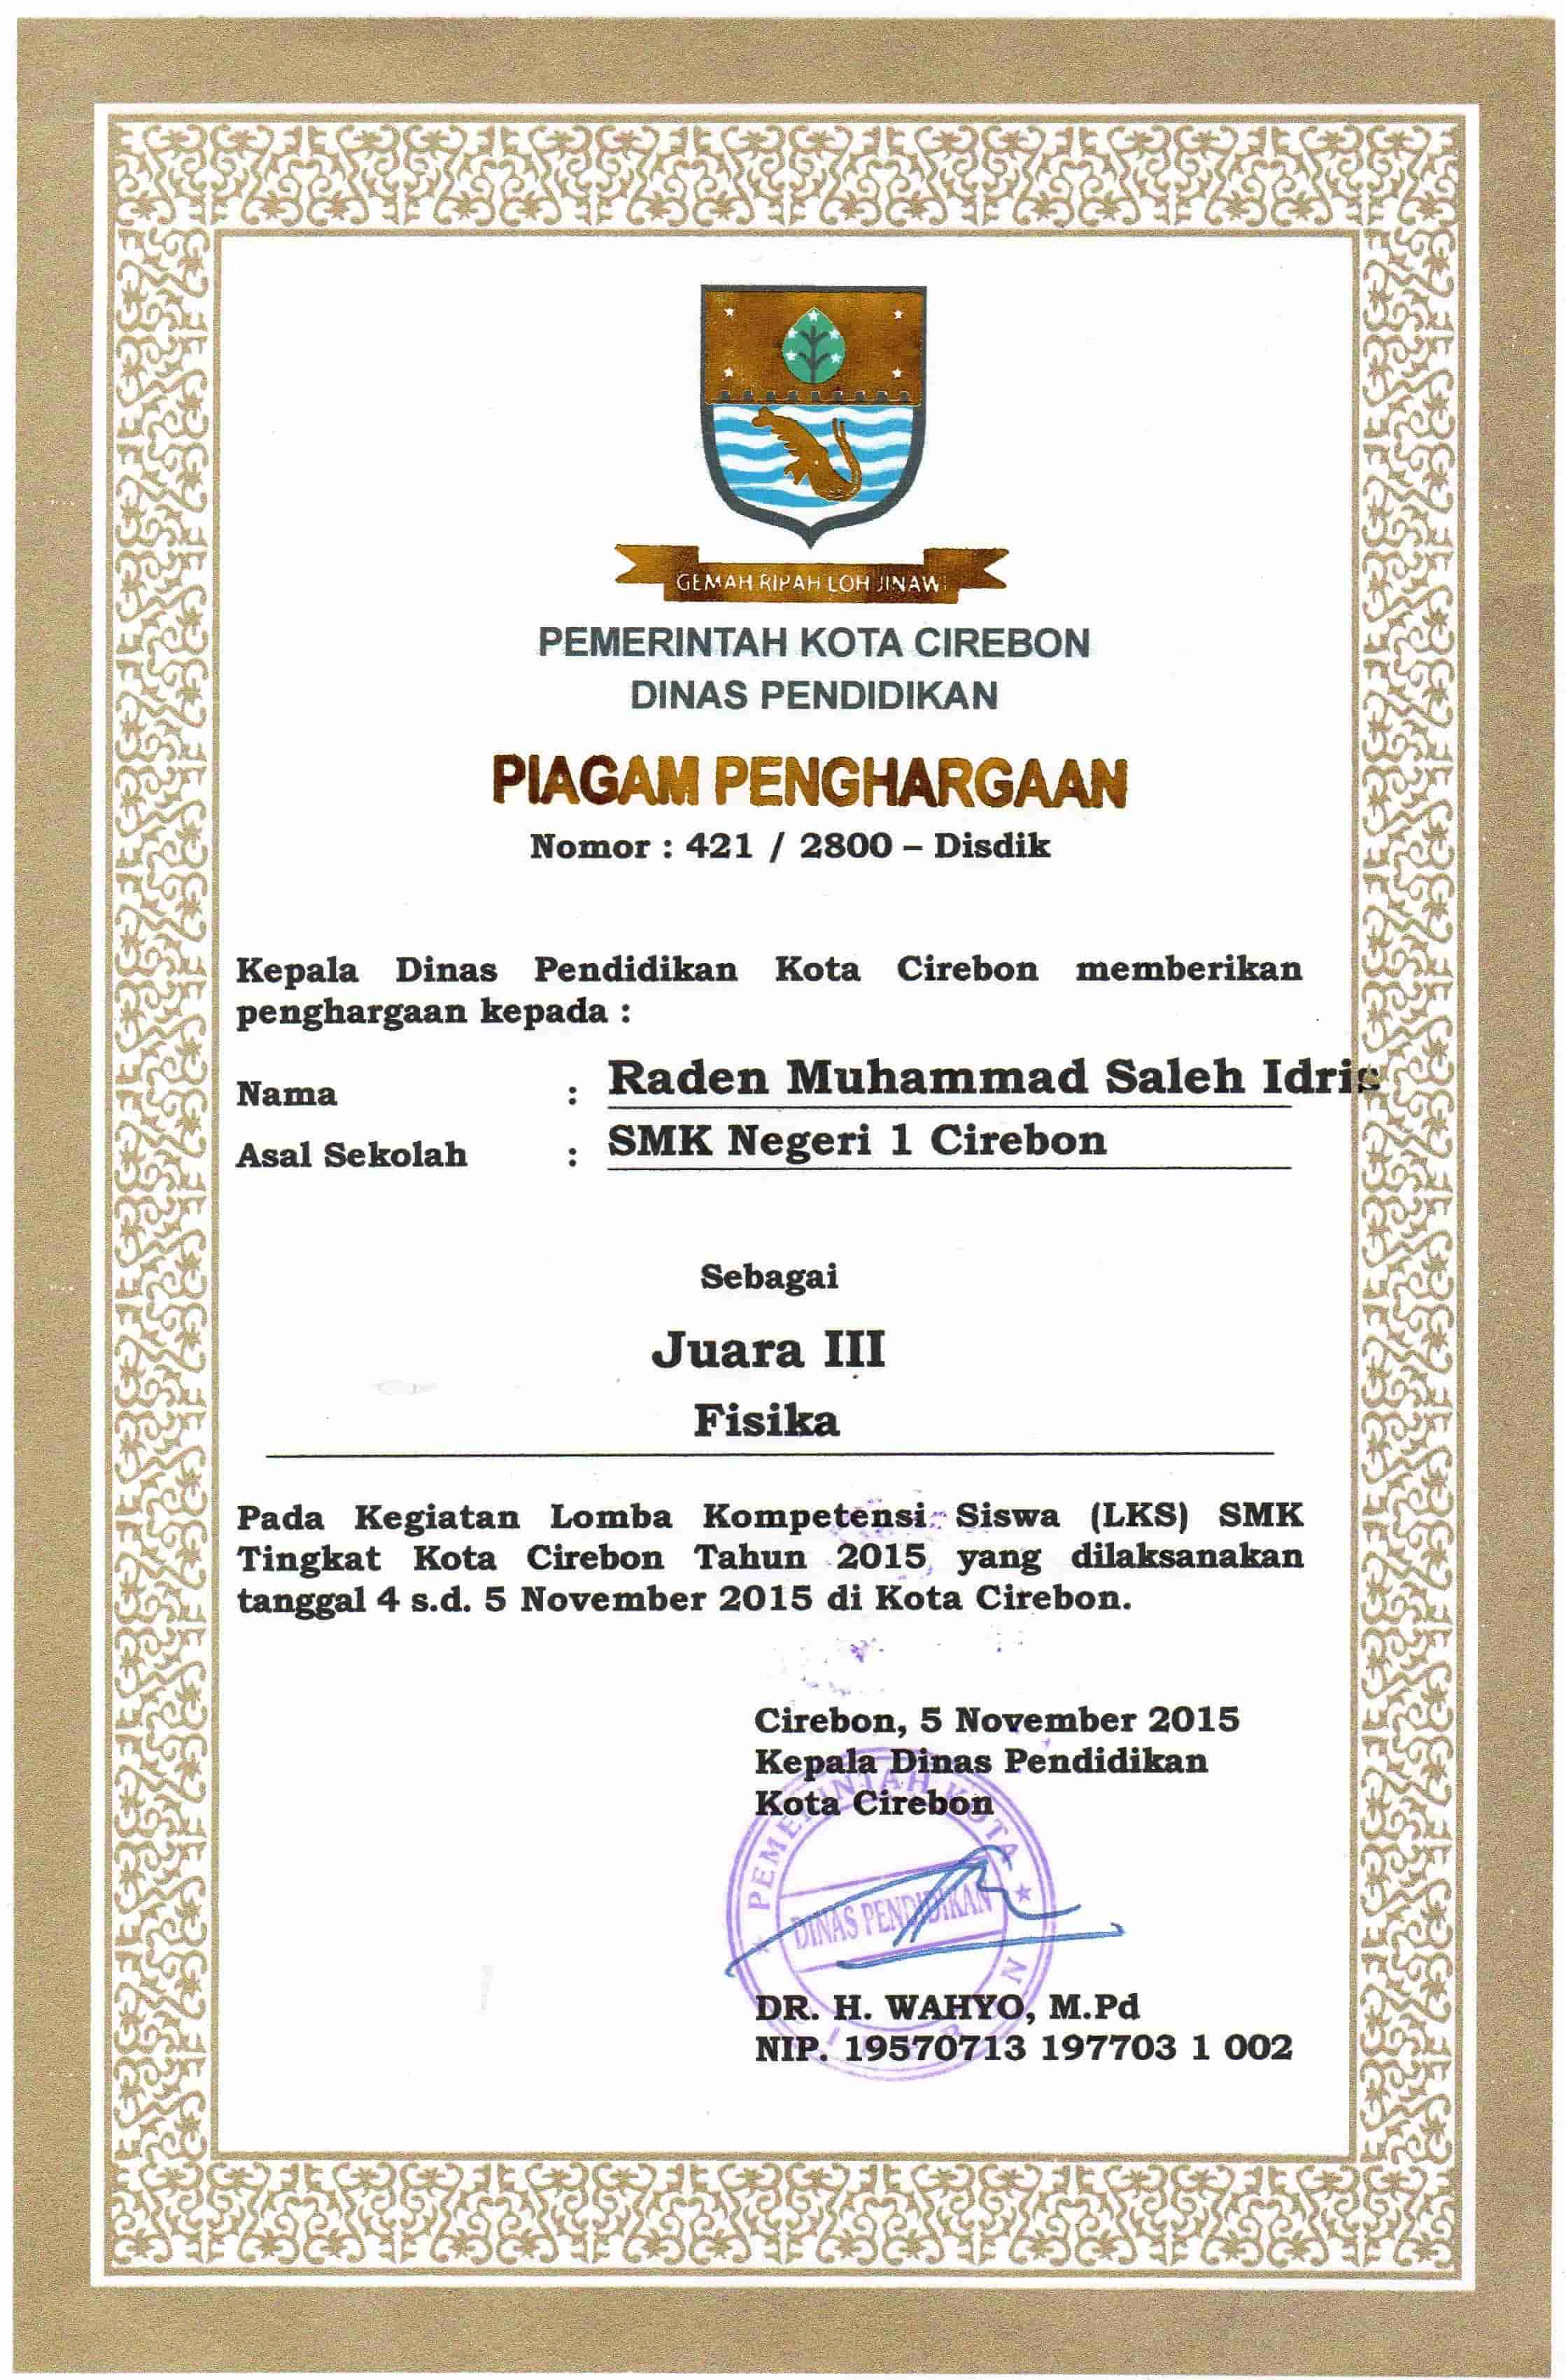 GEMAH RIPAH LOH JINAWI
PEMERINTAH KOTA CIREBON
DINAS PENDIDIKAN
PIAGAM PENGHARGAAN
Nomor : 421 / 2800 – Disdik
Kepala Dinas Pendidikan Kota Cirebon memberikan
penghargaan kepada :
Nama : Raden Muhammad Saleh Idris
Asal Sekolah : SMK Negeri 1 Cirebon
Sebagai
Juara III
Fisika
Pada Kegiatan Lomba Kompetensi Siswa (LKS) SMK
Tingkat Kota Cirebon Tahun 2015 yang dilaksanakan
tanggal 4 s.d. 5 November 2015 di Kota Cirebon.
Cirebon, 5 November 2015
Kepala Dinas Pendidikan
Kota Cirebon
PEMERINTAH KOTA
DINAS PENDIDIKAN
DR. H. WAHYO, M.Pd
NIP. 19570713 197703 1 002